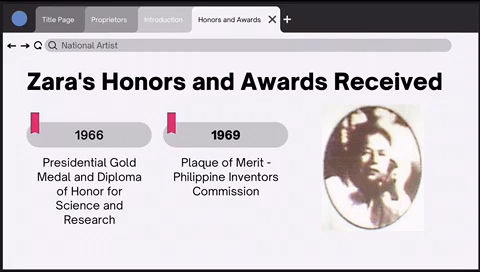 Title Page
Proprietors
Introduction
Honors and Awards
National Artist
Zara's Honors and Awards Received
1966
Presidential Gold
Medal and Diploma
of Honor for
Science and
Research
1969
Plaque of Merit -
Philippine Inventors
Commission